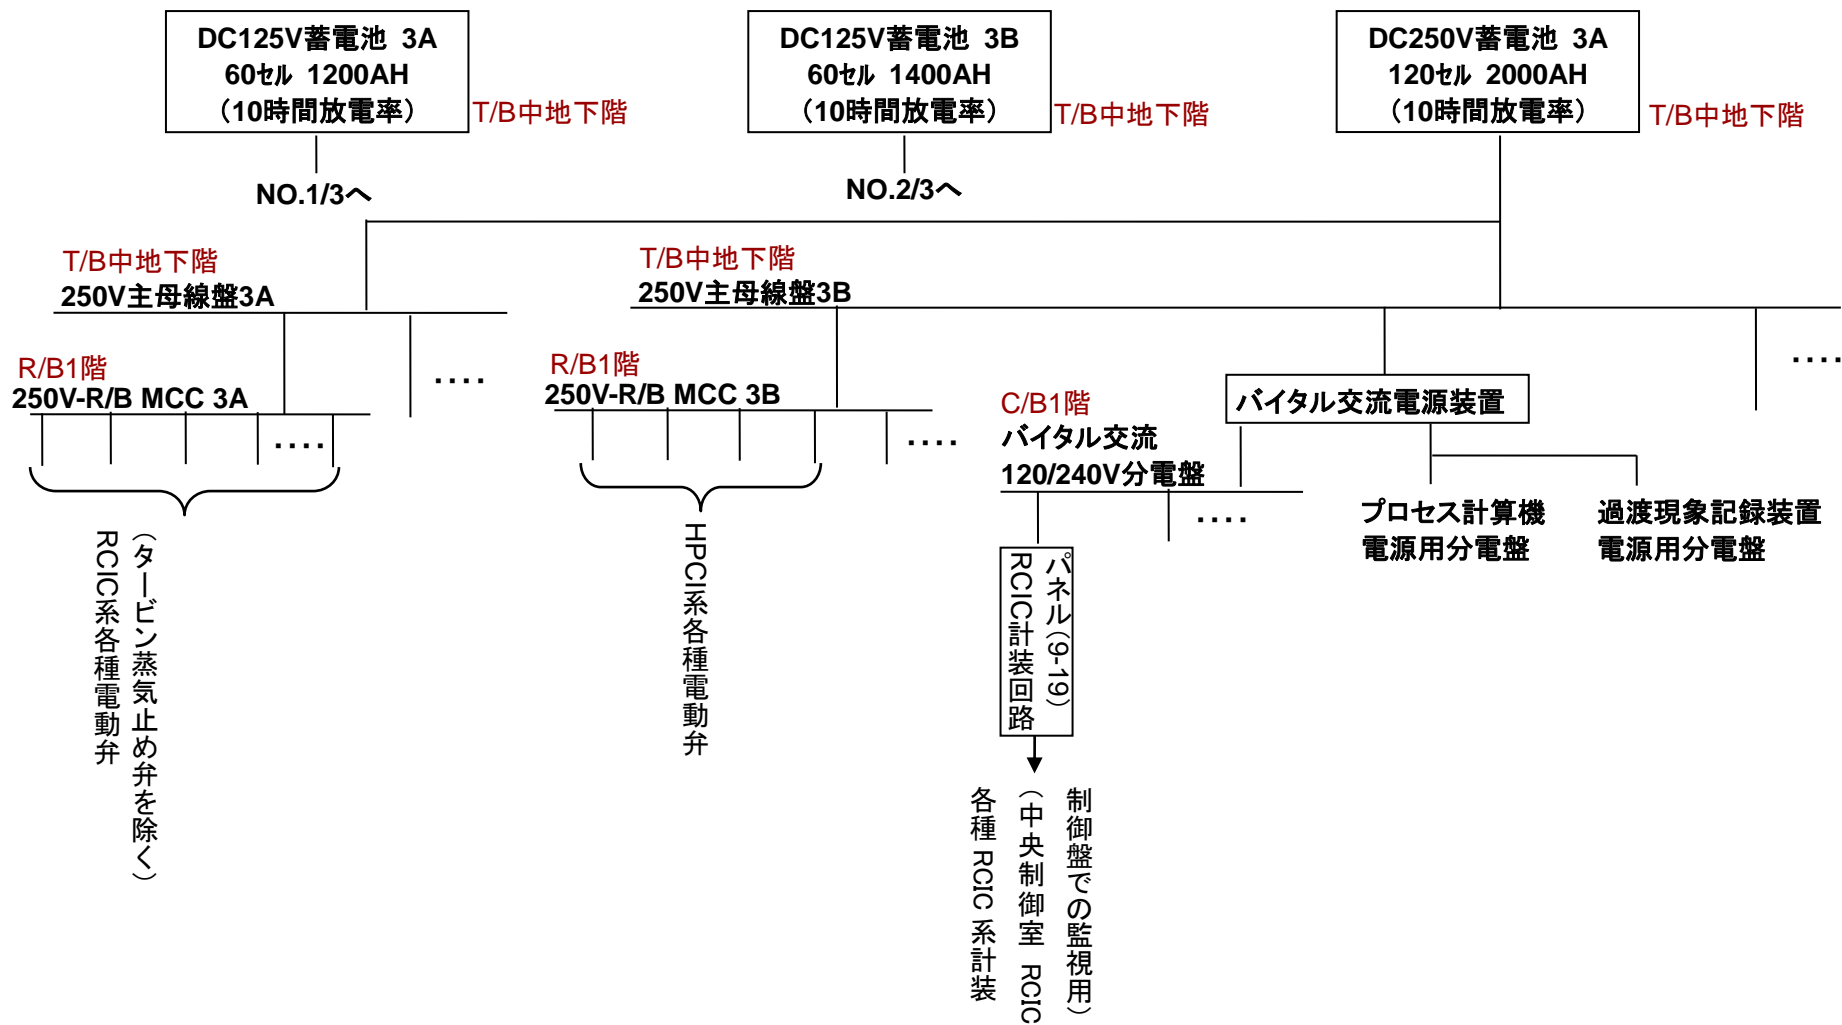 DC125V蓄電池 3A
60ｾﾙ 1200AH
（10時間放電率）
T/B中地下階
NO.1/3へ
DC125V蓄電池 3B
60ｾﾙ 1400AH
（10時間放電率）
T/B中地下階
NO.2/3へ
DC250V蓄電池 3A
120ｾﾙ 2000AH
（10時間放電率）
T/B中地下階
T/B中地下階
250V主母線盤3A
T/B中地下階
250V主母線盤3B
R/B1階
250V-R/B MCC 3A
‥‥
‥‥
R/B1階
250V-R/B MCC 3B
‥‥
C/B1階
バイタル交流
120/240V分電盤
‥‥
バイタル交流電源装置
‥‥
プロセス計算機
電源用分電盤
過渡現象記録装置
電源用分電盤
RCIC系各種電動弁
（タービン蒸気止め弁を除く）
HPCI系各種電動弁
パネル（9-19）
RCIC計装回路
各種 RCIC 系計装
（中央制御室 RCIC
制御盤での監視用）